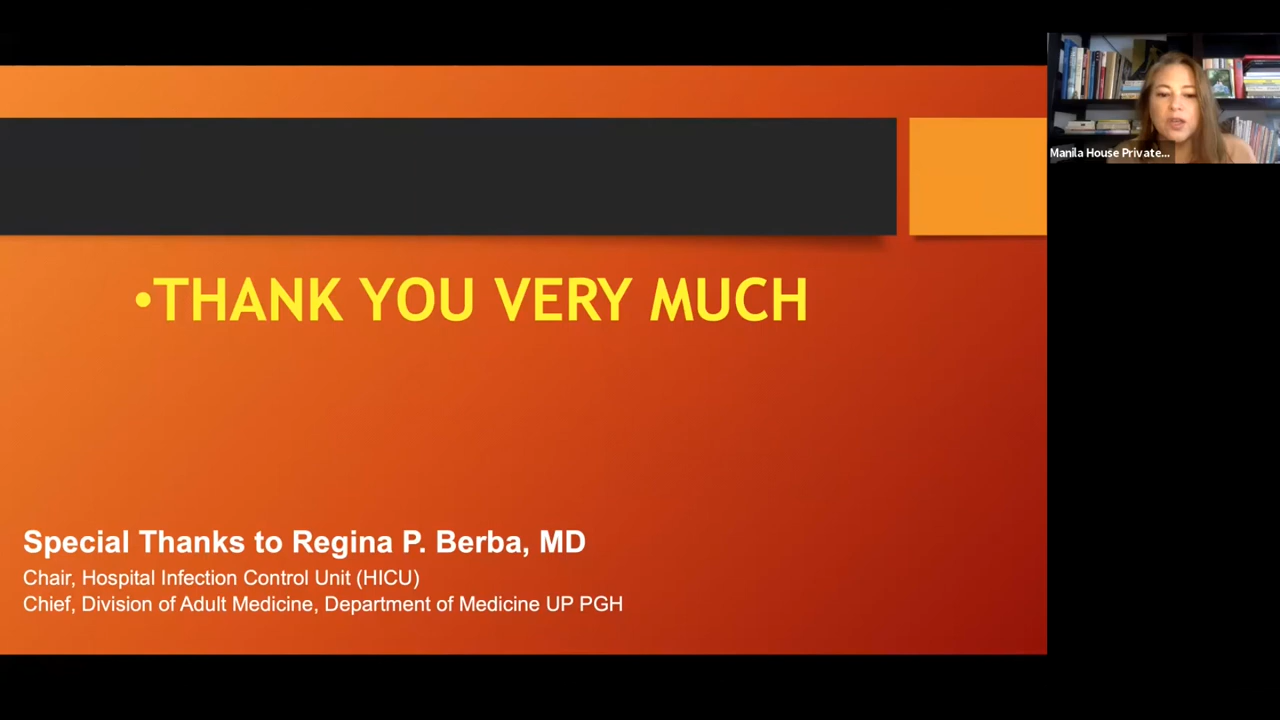 •THANK YOU VERY MUCH
Special Thanks to Regina P. Berba, MD
Chair, Hospital Infection Control Unit (HICU)
Chief, Division of Adult Medicine, Department of Medicine UP PGH
Manila House Private...